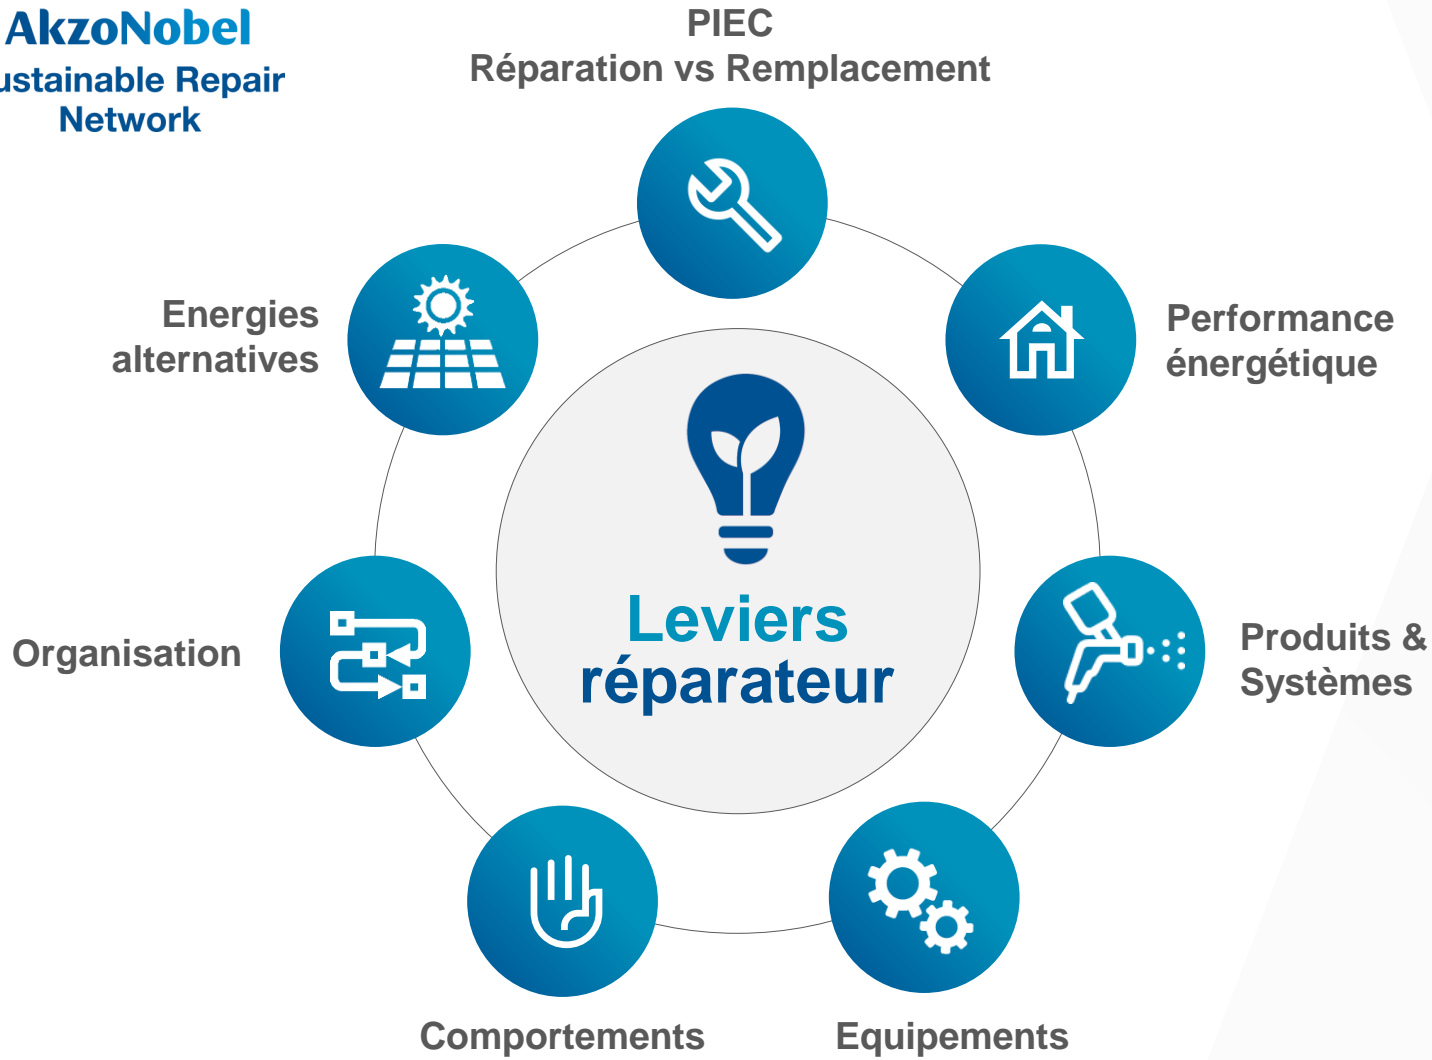 AkzoNobel
ustainable Repair
Network
PIEC
Réparation vs Remplacement
Energies
alternatives
Performance
énergétique
Leviers
réparateur
Organisation
Produits &
Systèmes
Comportements
Equipements